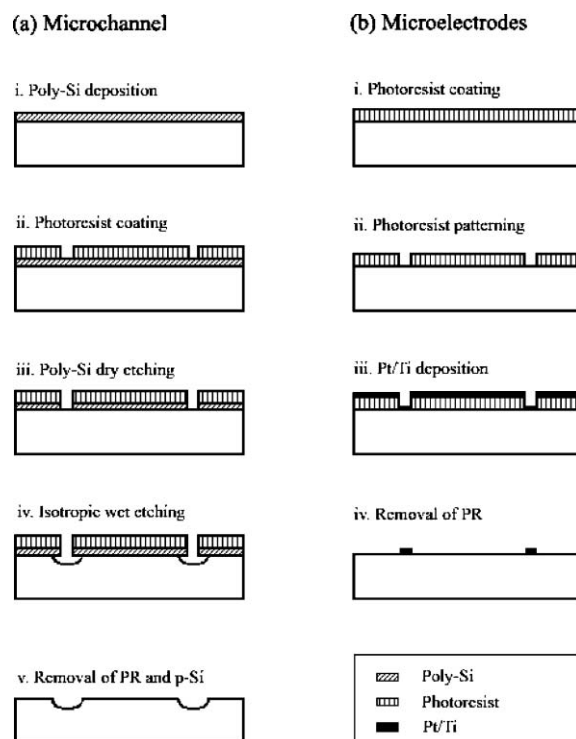 (a) Microchannel
i. Poly-Si deposition
ii. Photoresist coating
iii. Poly-Si dry etching
iv. Isotropic wet etching
v. Removal of PR and p-Si
(b) Microelectrodes
i. Photoresist coating
ii. Photoresist patterning
iii. Pt/Ti deposition
iv. Removal of PR
Poly-Si
Photoresist
Pt/Ti